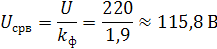 U_срв = U / k_ф = 220 / 1,9 ≈ 115,8 В